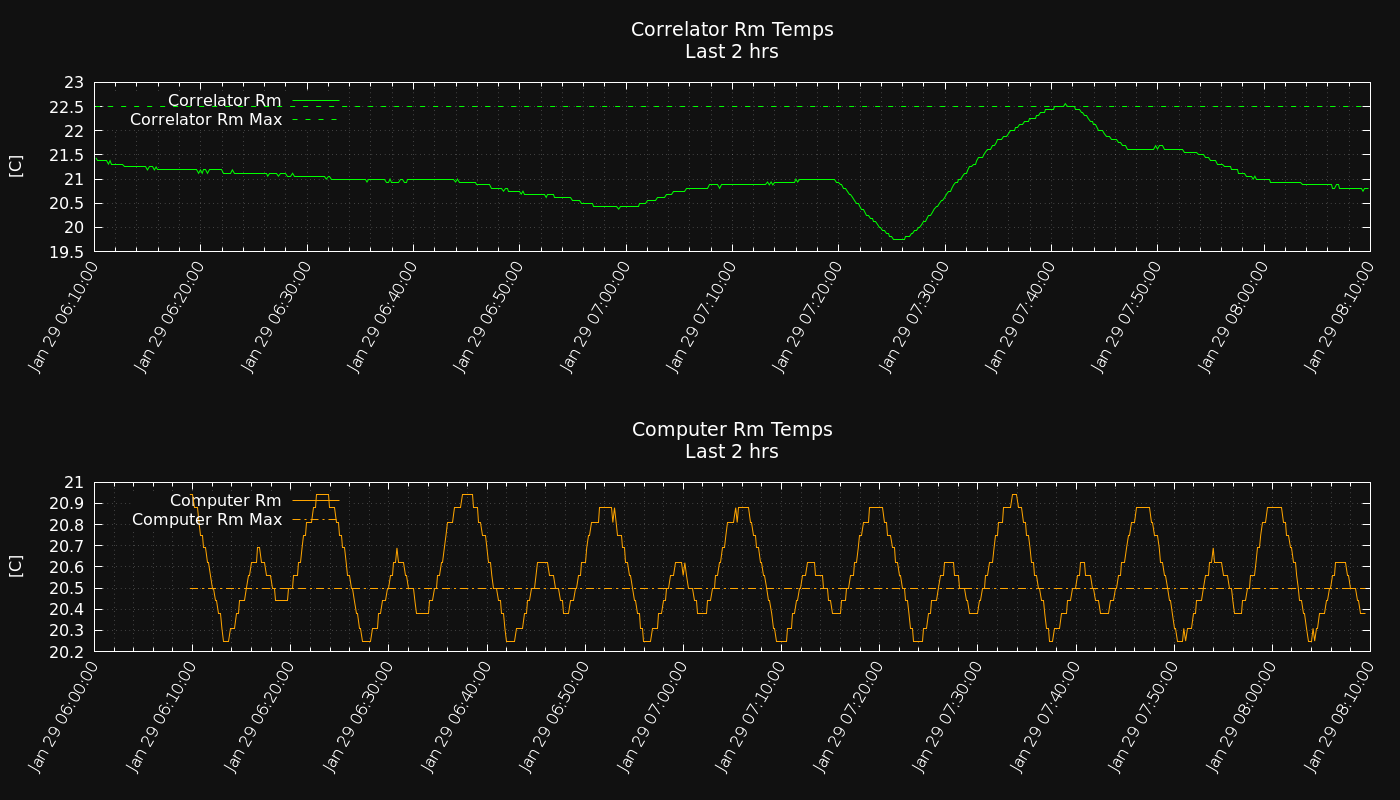 Correlator Rm Temps
Last 2 hrs
23
22.5
22
21.5
21
20.5
20
19.5
[C]
Correlator Rm
Correlator Rm Max
Jan 29 06:10:00
Jan 29 06:20:00
Jan 29 06:30:00
Jan 29 06:40:00
Jan 29 06:50:00
Jan 29 07:00:00
Jan 29 07:10:00
Jan 29 07:20:00
Jan 29 07:30:00
Jan 29 07:40:00
Jan 29 07:50:00
Jan 29 08:00:00
Jan 29 08:10:00
Computer Rm Temps
Last 2 hrs
21
20.9
20.8
20.7
20.6
20.5
20.4
20.3
20.2
[C]
Computer Rm
Computer Rm Max
Jan 29 06:00:00
Jan 29 06:10:00
Jan 29 06:20:00
Jan 29 06:30:00
Jan 29 06:40:00
Jan 29 06:50:00
Jan 29 07:00:00
Jan 29 07:10:00
Jan 29 07:20:00
Jan 29 07:30:00
Jan 29 07:40:00
Jan 29 07:50:00
Jan 29 08:00:00
Jan 29 08:10:00